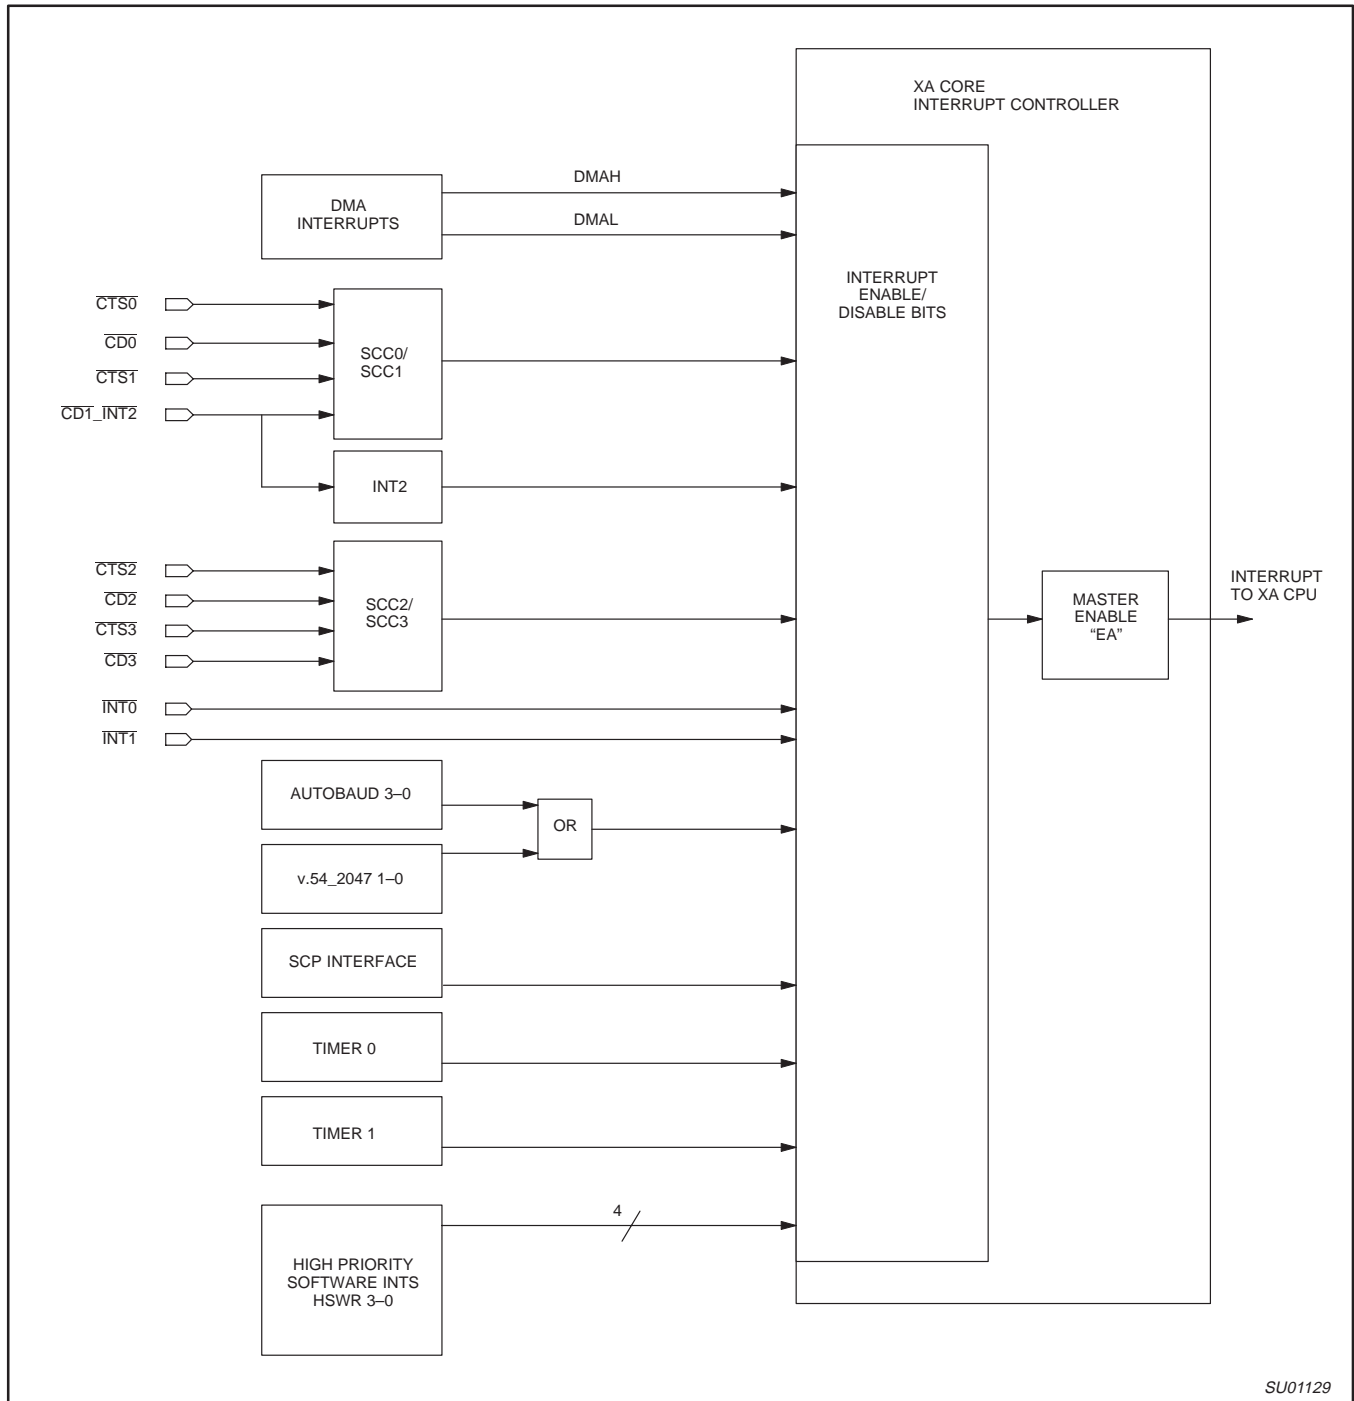 XA CORE
INTERRUPT CONTROLLER
DMA
INTERRUPTS
DMAH
DMAL
INTERRUPT
ENABLE/
DISABLE BITS
CTS0
CD0
CTS1
CD1_INT2
SCC0/
SCC1
INT2
CTS2
CD2
CTS3
CD3
SCC2/
SCC3
MASTER
ENABLE
“EA”
INTERRUPT
TO XA CPU
INT0
INT1
AUTOBAUD 3–0
OR
v.54_2047 1–0
SCP INTERFACE
TIMER 0
TIMER 1
4
HIGH PRIORITY
SOFTWARE INTS
HSWR 3–0
SU01129